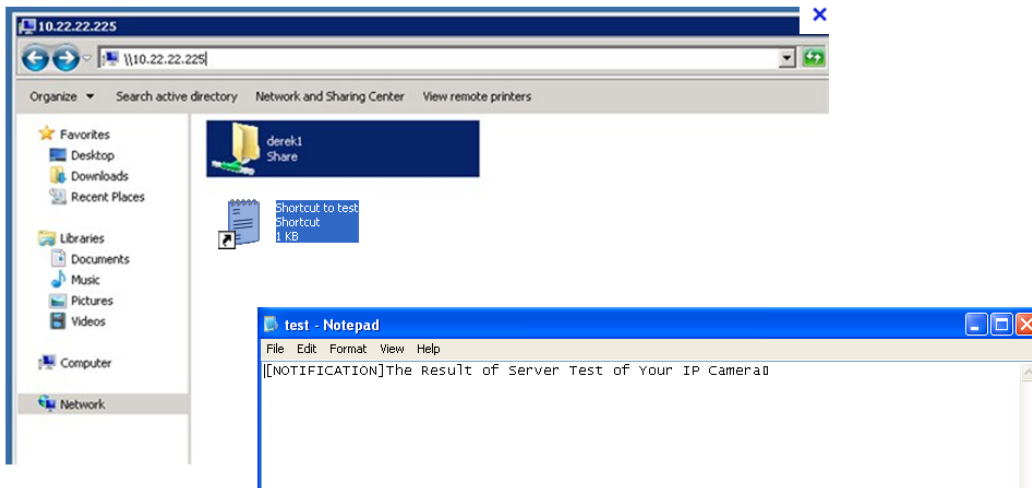 10.22.22.225
\\10.22.22.225
Organize Search active directory Network and Sharing Center View remote printers
Favorites
Desktop
Downloads
Recent Places
Libraries
Documents
Music
Pictures
Videos
Computer
Network
derek1
Share
Shortcut to test
Shortcut
1 KB
test - Notepad
File Edit Format View Help
[NOTIFICATION]The Result of Server Test of Your IP Camera▯